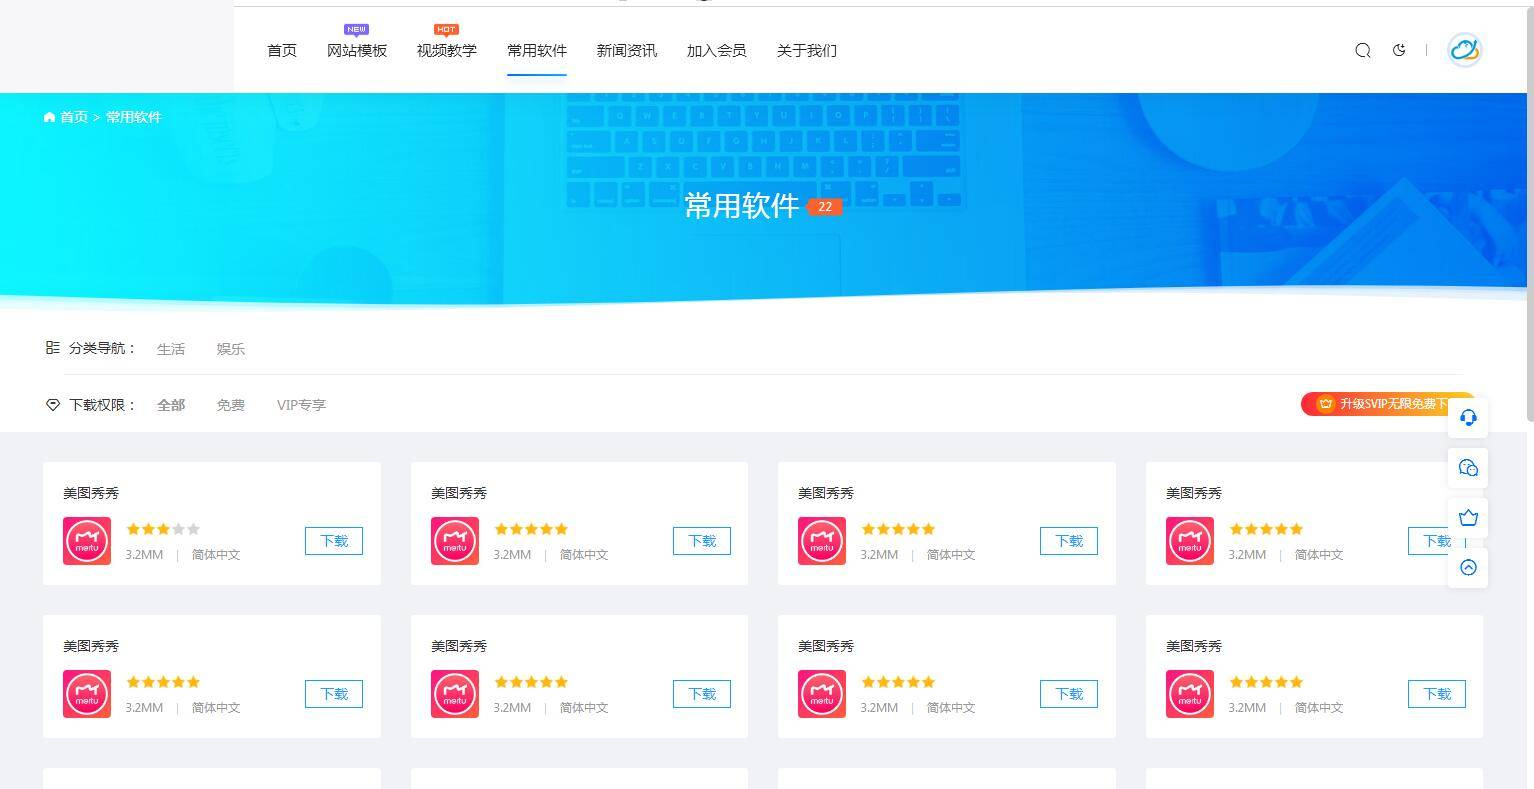 NEW HOT
首页 网站模板 视频教学 常用软件 新闻资讯 加入会员 关于我们
首页 > 常用软件
常用软件 22
分类导航： 生活 娱乐
下载权限： 全部 免费 VIP专享 升级SVIP无限免费下
美图秀秀 美图秀秀 美图秀秀 美图秀秀
meitu 3.2MM | 简体中文 下载 meitu 3.2MM | 简体中文 下载 meitu 3.2MM | 简体中文 下载 meitu 3.2MM | 简体中文 下载
美图秀秀 美图秀秀 美图秀秀 美图秀秀
meitu 3.2MM | 简体中文 下载 meitu 3.2MM | 简体中文 下载 meitu 3.2MM | 简体中文 下载 meitu 3.2MM | 简体中文 下载